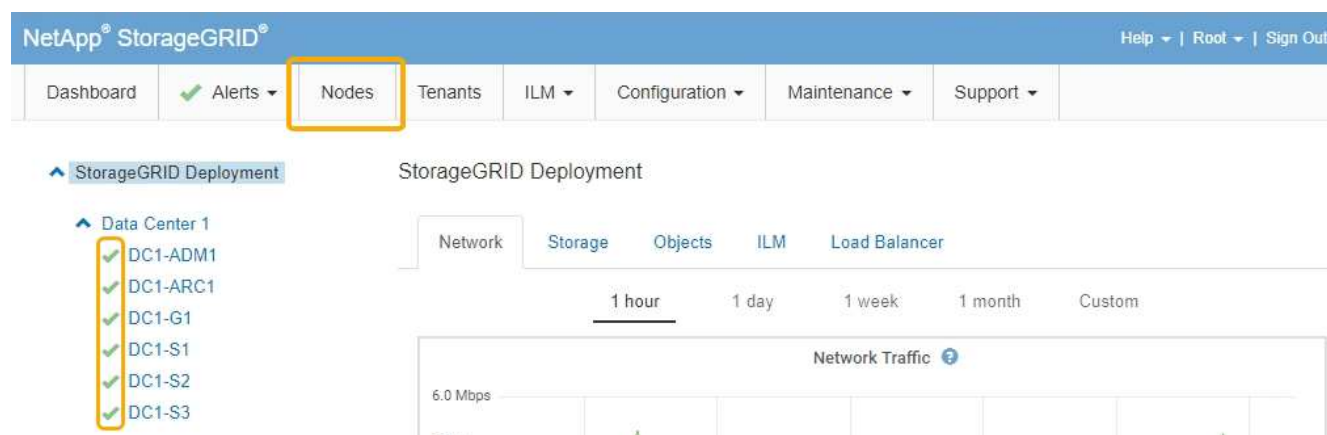 NetApp® StorageGRID®
Help | Root | Sign Out
Dashboard Alerts Nodes Tenants ILM Configuration Maintenance Support
StorageGRID Deployment
StorageGRID Deployment
Data Center 1
Network Storage Objects ILM Load Balancer
DC1-ADM1
DC1-ARC1
1 hour 1 day 1 week 1 month Custom
DC1-G1
DC1-S1
Network Traffic
DC1-S2
6.0 Mbps
DC1-S3